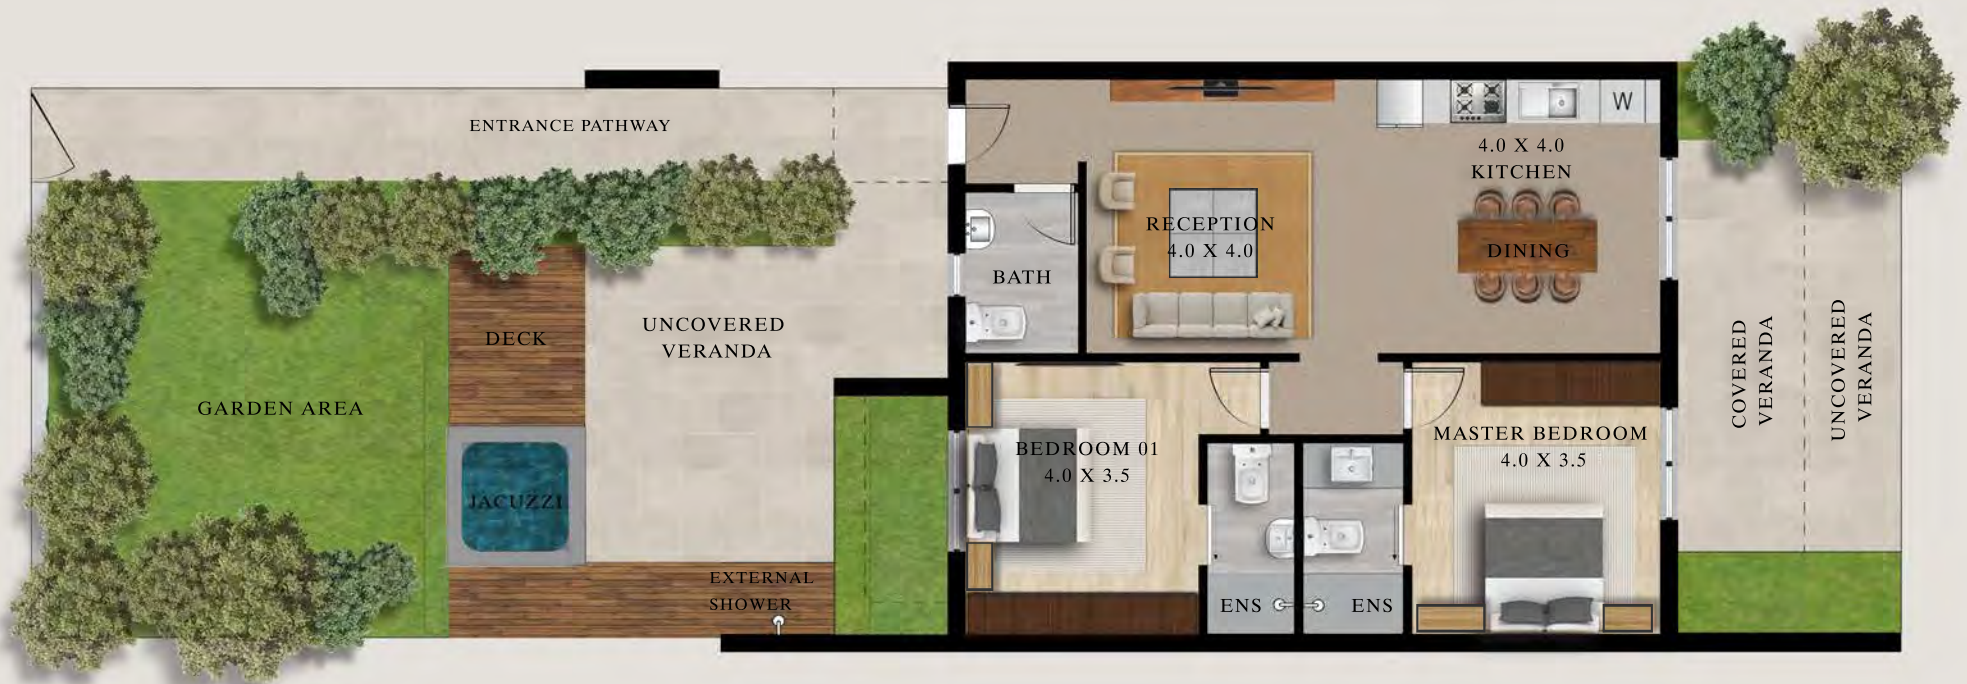 ENTRANCE PATHWAY
W
4.0 X 4.0
KITCHEN
RECEPTION
4.0 X 4.0
DINING
BATH
UNCOVERED
VERANDA
DECK
GARDEN AREA
JACUZZI
EXTERNAL
SHOWER
BEDROOM 01
4.0 X 3.5
MASTER BEDROOM
4.0 X 3.5
ENS
ENS
COVERED
VERANDA
UNCOVERED
VERANDA